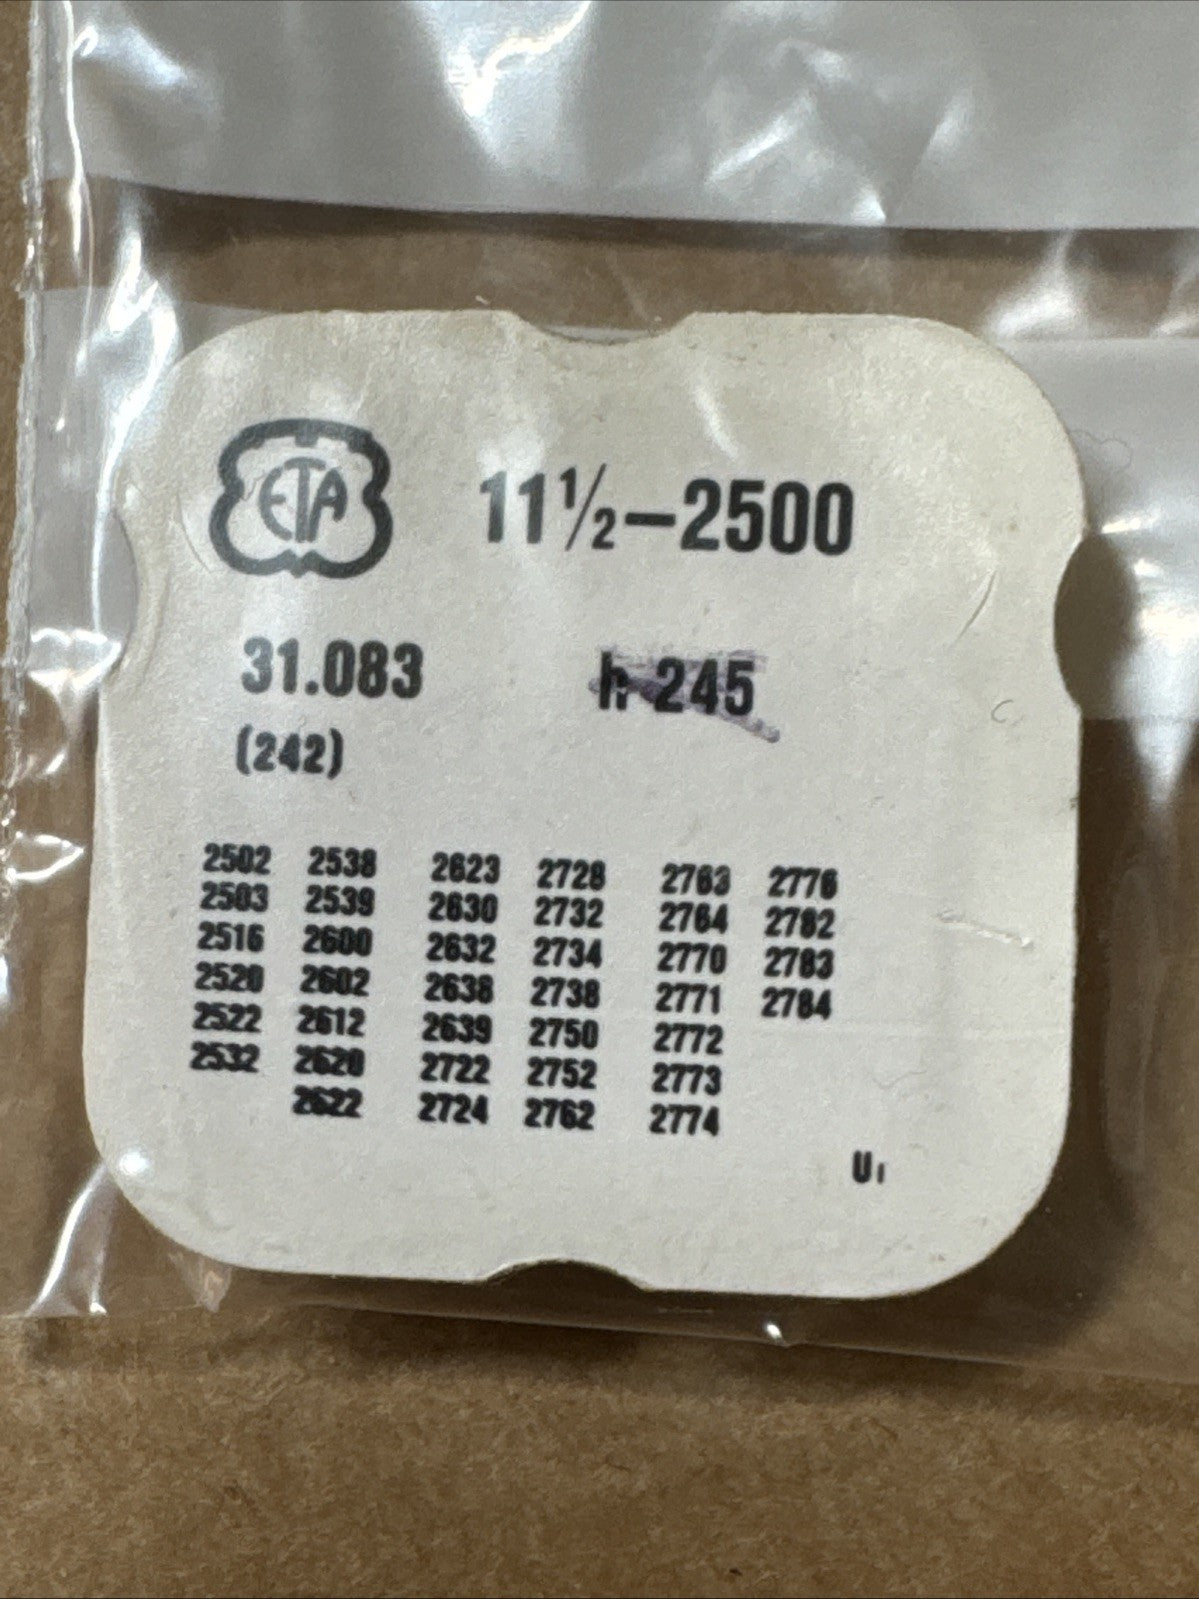 ETA 11 1/2-2500
31.083 h 245
(242)
2502 2538 2623 2728 2763 2776
2503 2539 2630 2732 2764 2782
2516 2600 2632 2734 2770 2783
2520 2602 2638 2738 2771 2784
2522 2612 2639 2750 2772
2532 2620 2722 2752 2773
2622 2724 2762 2774
U1